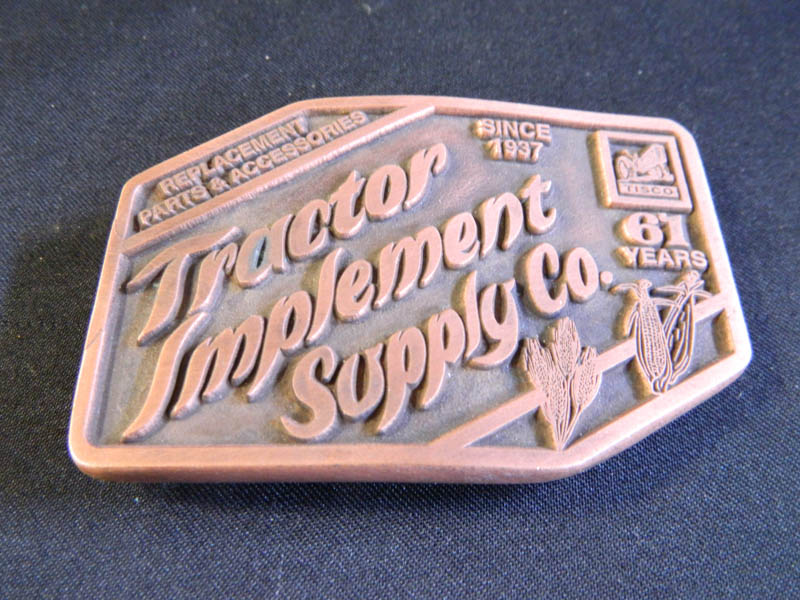 REPLACEMENT
PARTS & ACCESSORIES
SINCE
1937
TISCO
61
YEARS
Tractor
Implement
Supply Co.